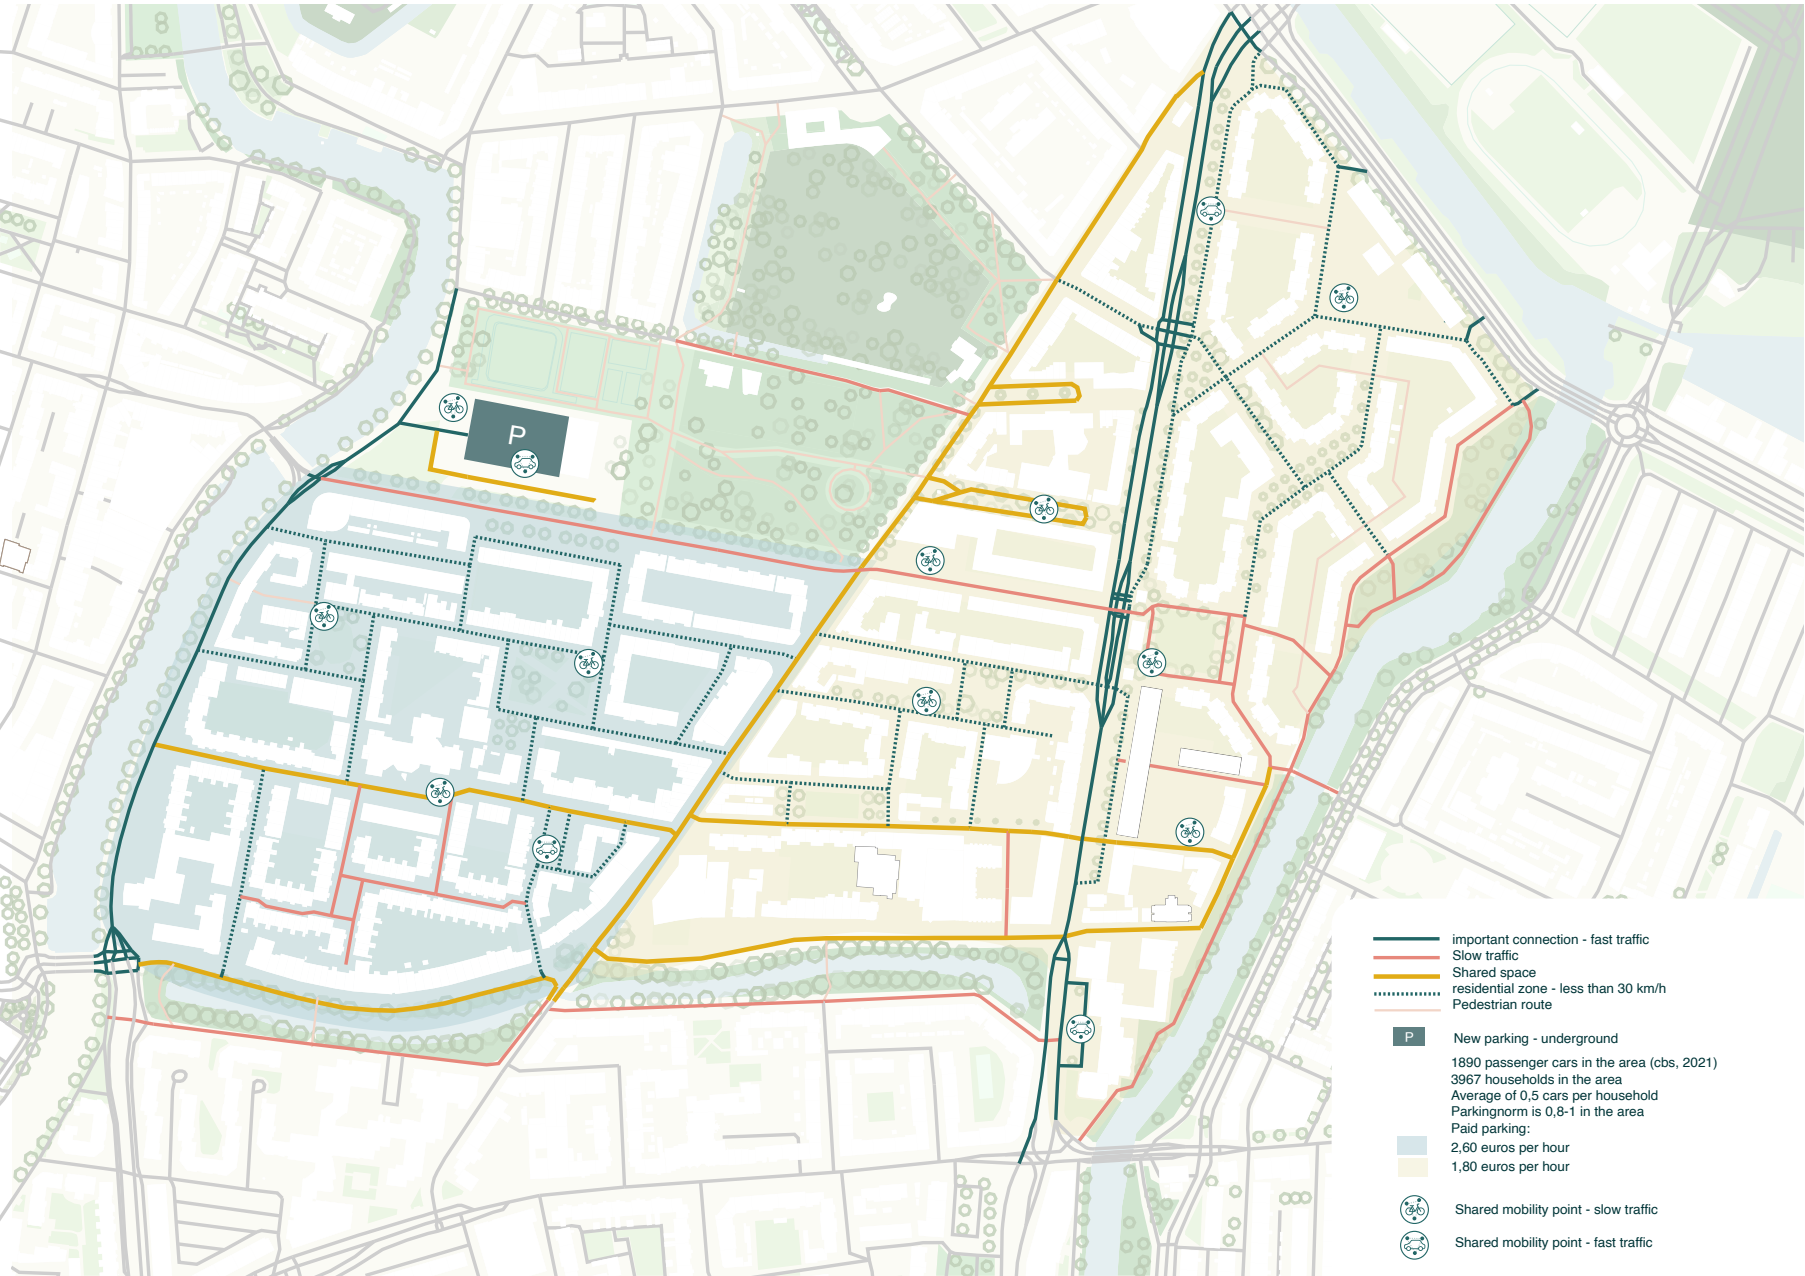 P
important connection - fast traffic
Slow traffic
Shared space
residential zone - less than 30 km/h
Pedestrian route
P
New parking - underground
1890 passenger cars in the area (cbs, 2021)
3967 households in the area
Average of 0,5 cars per household
Parkingnorm is 0,8-1 in the area
Paid parking:
2,60 euros per hour
1,80 euros per hour
Shared mobility point - slow traffic
Shared mobility point - fast traffic